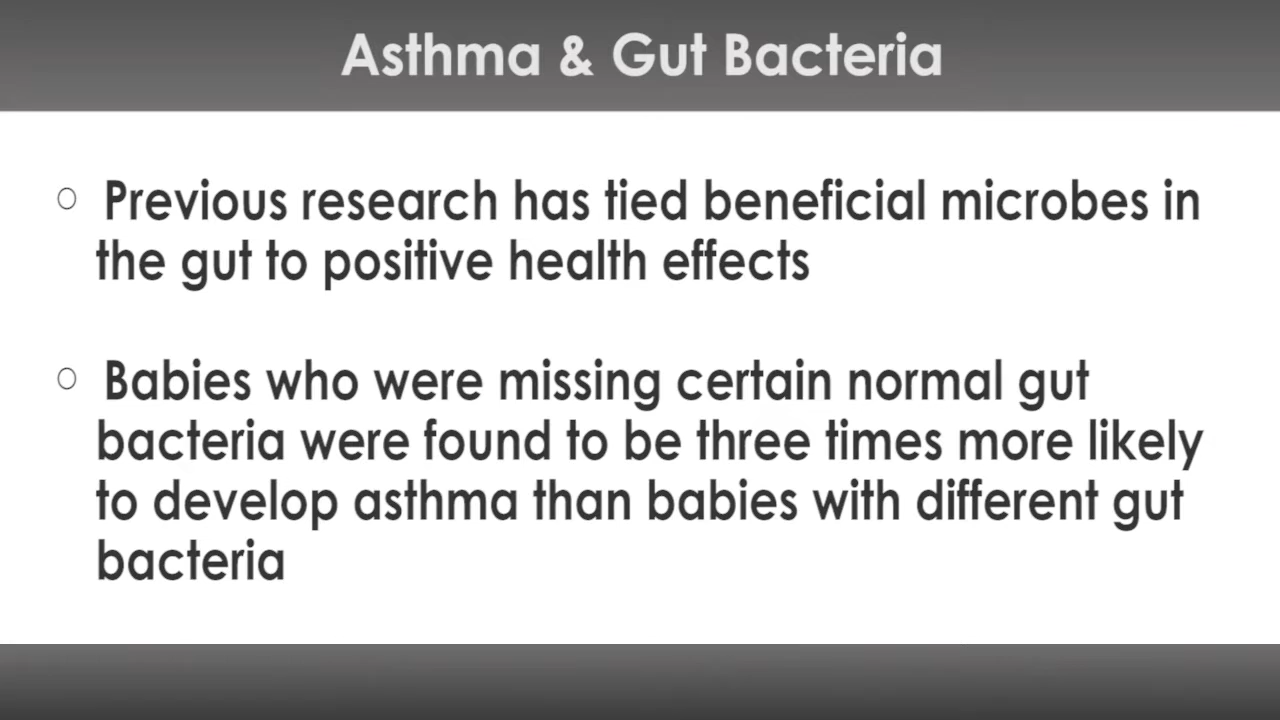 Asthma & Gut Bacteria
Previous research has tied beneficial microbes in
the gut to positive health effects
Babies who were missing certain normal gut
bacteria were found to be three times more likely
to develop asthma than babies with different gut
bacteria